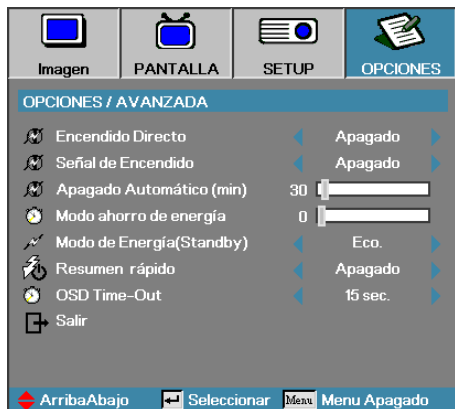 Imagen PANTALLA SETUP OPCIONES
OPCIONES / AVANZADA
Encendido Directo Apagado
Señal de Encendido Apagado
Apagado Automático (min) 30
Modo ahorro de energía 0
Modo de Energía(Standby) Eco.
Resumen rápido Apagado
OSD Time-Out 15 sec.
Salir
ArribaAbajo Seleccionar Menu Menu Apagado